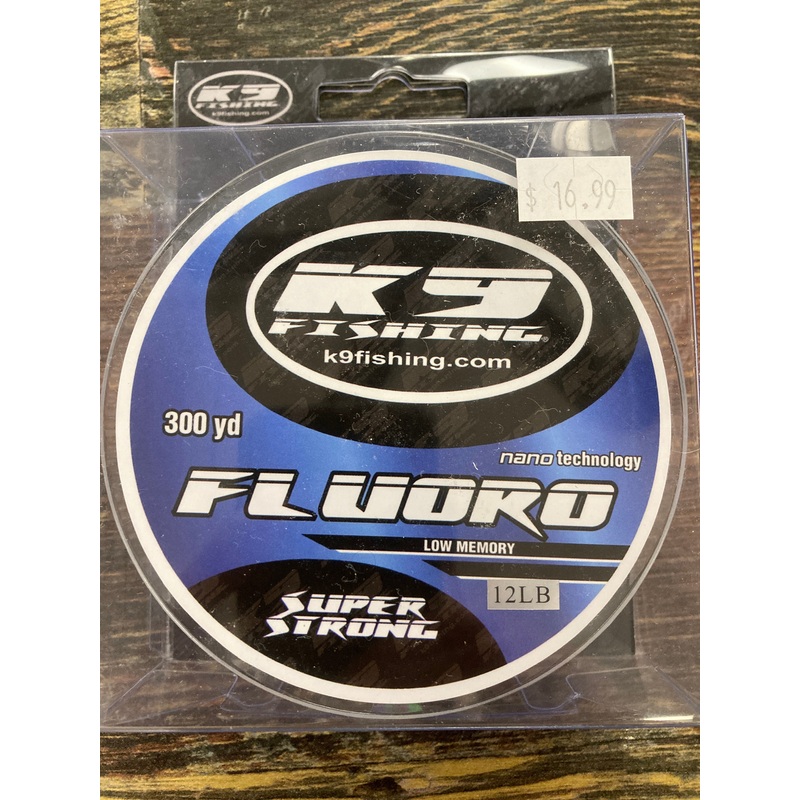 K9
FISHING
k9fishing.com
$ 16.99
K9
FISHING®
k9fishing.com
300 yd
nano technology
FLUORO
LOW MEMORY
12LB
SUPER
STRONG